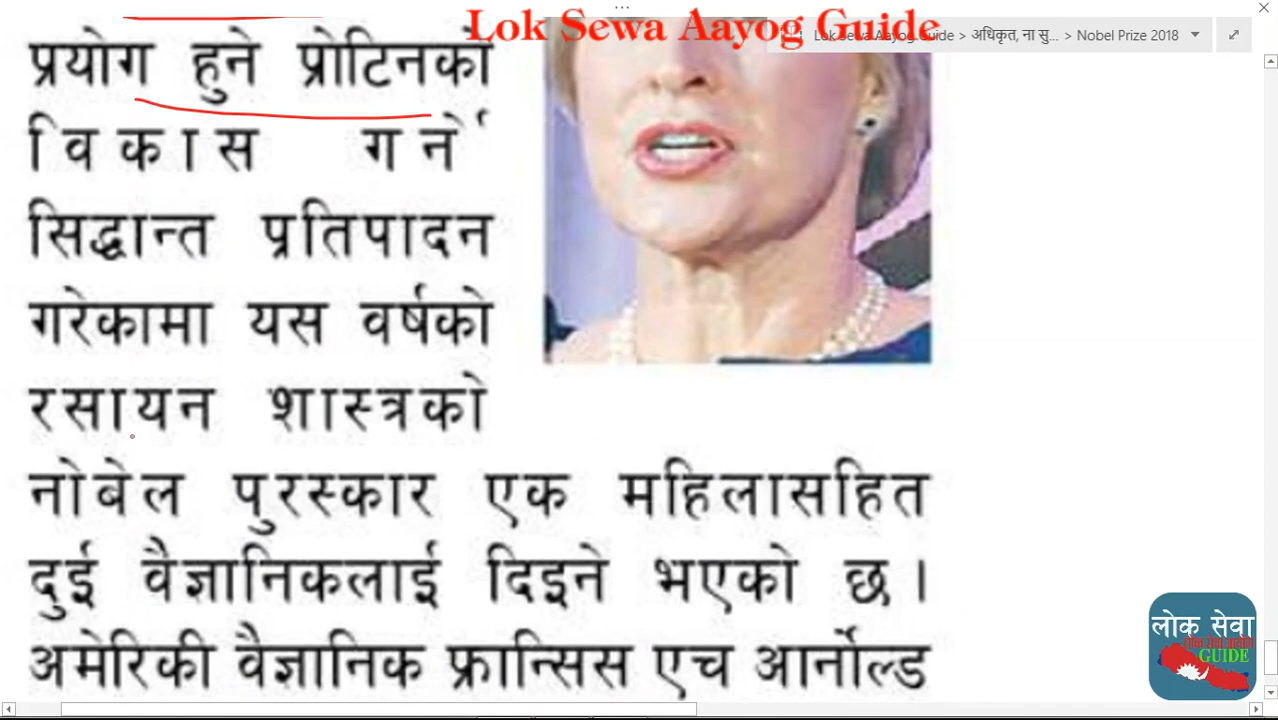 Lok Sewa Aayog Guide
Lok Sewa Aayog Guide > अधिकृत, ना सु... > Nobel Prize 2018
प्रयोग हुने प्रोटिनको
विकास गर्ने
सिद्धान्त प्रतिपादन
गरेकामा यस वर्षको
रसायन शास्त्रको
नोबेल पुरस्कार एक महिलासहित
दुई वैज्ञानिकलाई दिइने भएको छ ।
अमेरिकी वैज्ञानिक फ्रान्सिस एच आर्नोल्ड
लोक सेवा
लोक सेवा आयोग
GUIDE